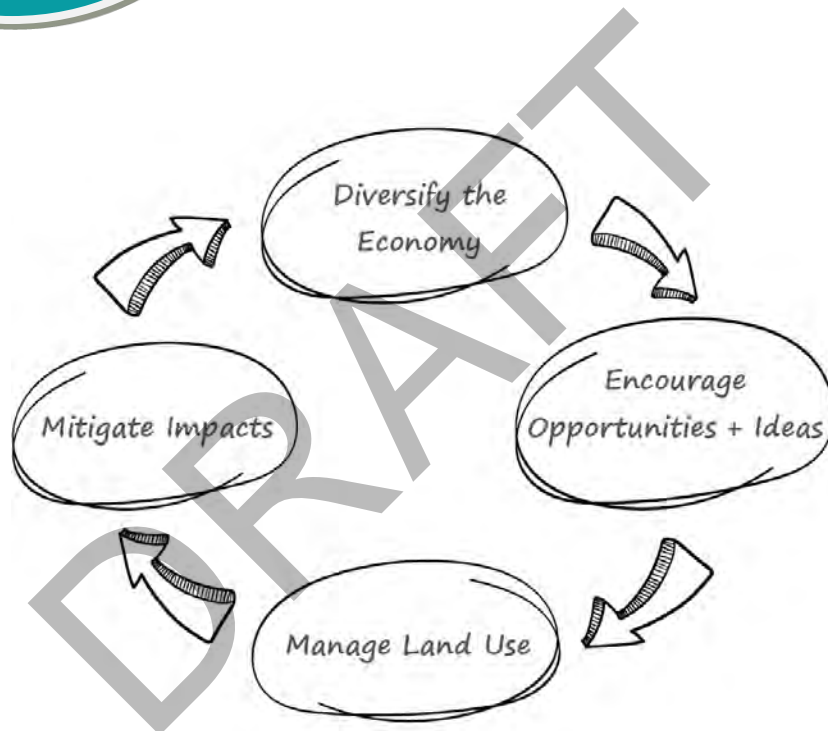 Diversify the
Economy
Encourage
Opportunities + Ideas
Mitigate Impacts
Manage Land Use
DRAFT